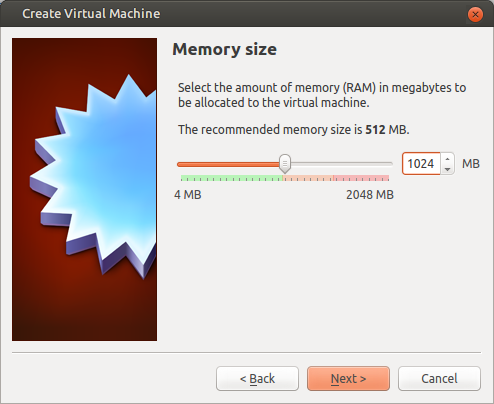 Create Virtual Machine
Memory size
Select the amount of memory (RAM) in megabytes to
be allocated to the virtual machine.
The recommended memory size is 512 MB.
1024 MB
4 MB 2048 MB
< Back Next > Cancel